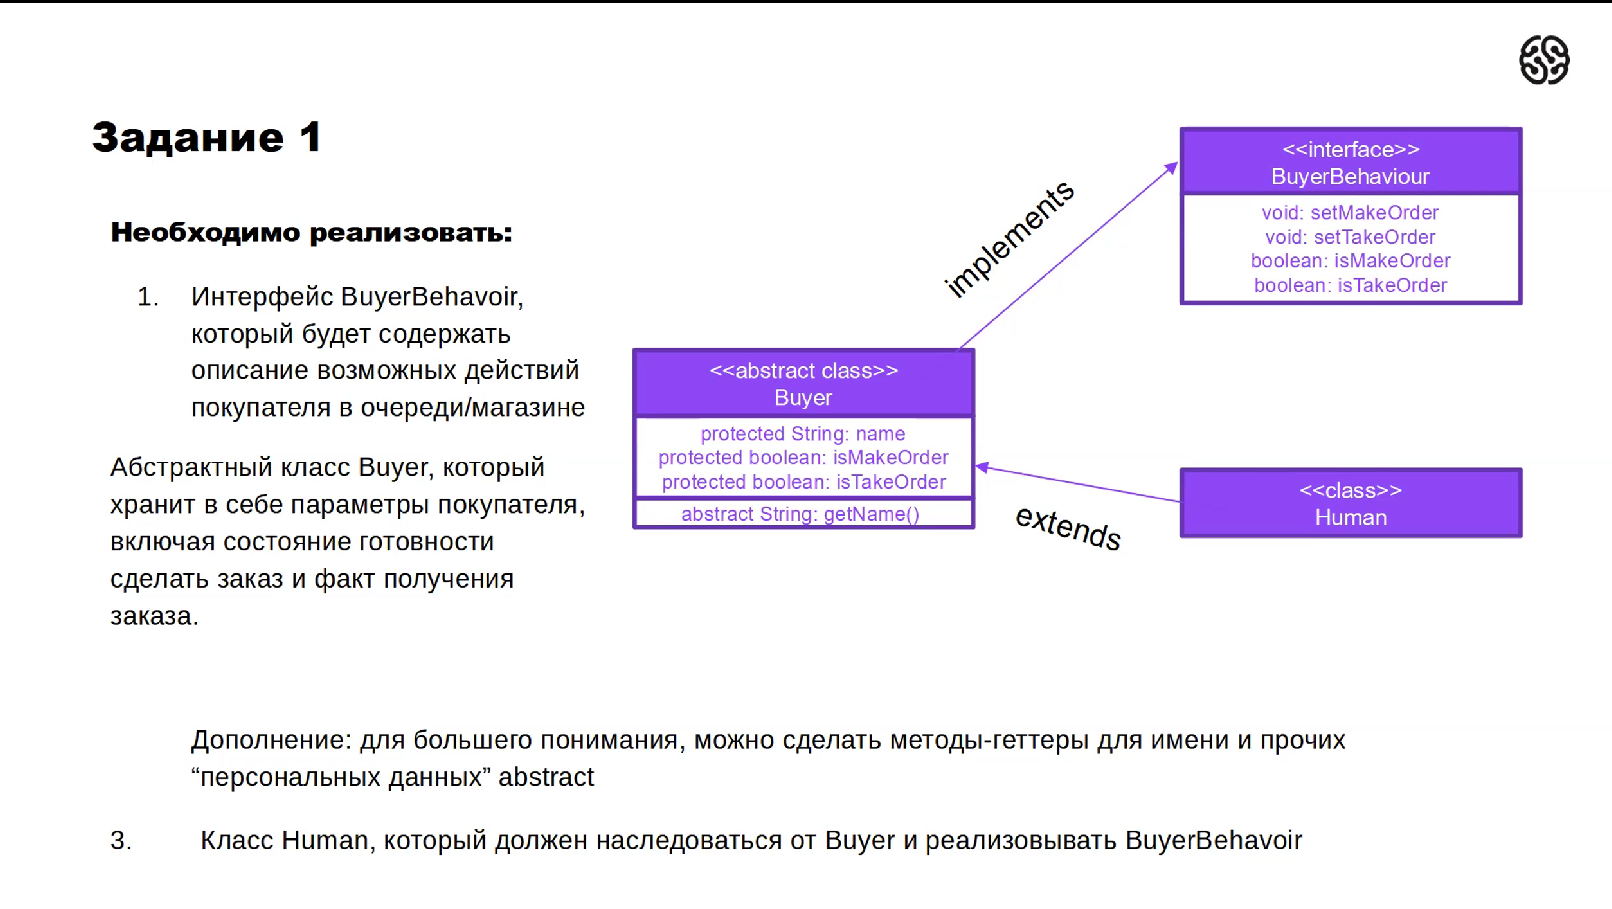 Задание 1
Необходимо реализовать:
1. Интерфейс BuyerBehavoir,
который будет содержать
описание возможных действий
покупателя в очереди/магазине
Абстрактный класс Buyer, который
хранит в себе параметры покупателя,
включая состояние готовности
сделать заказ и факт получения
заказа.
<<interface>>
BuyerBehaviour
void: setMakeOrder
void: setTakeOrder
boolean: isMakeOrder
boolean: isTakeOrder
implements
<<abstract class>>
Buyer
protected String: name
protected boolean: isMakeOrder
protected boolean: isTakeOrder
abstract String: getName()
extends
<<class>>
Human
Дополнение: для большего понимания, можно сделать методы-геттеры для имени и прочих
“персональных данных” abstract
3. Класс Human, который должен наследоваться от Buyer и реализовывать BuyerBehavoir